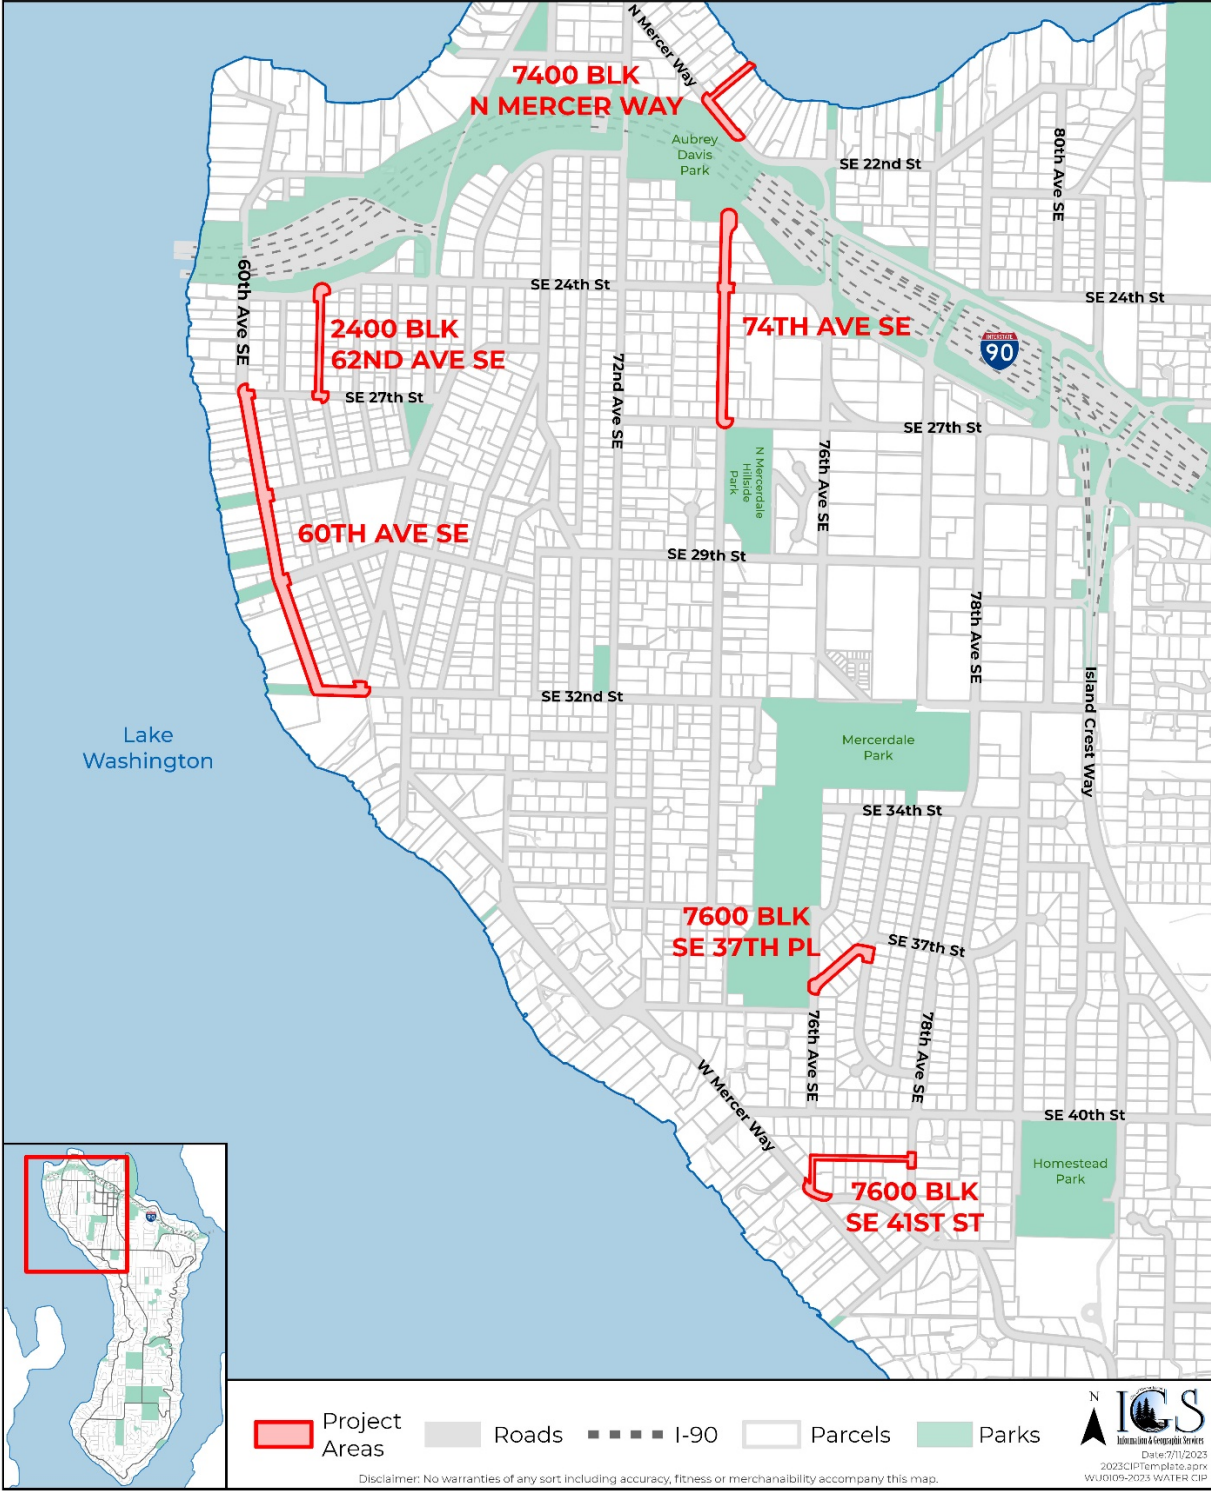 N Mercer Way
7400 BLK
N MERCER WAY
Aubrey
Davis
Park
SE 22nd St
80th Ave SE
60th Ave SE
SE 24th St
SE 24th St
2400 BLK
62ND AVE SE
74TH AVE SE
INTERSTATE
90
72nd Ave SE
SE 27th St
SE 27th St
N Mercerdale
Hillside
Park
76th Ave SE
60TH AVE SE
SE 29th St
78th Ave SE
Island Crest Way
SE 32nd St
Lake
Washington
Mercerdale
Park
SE 34th St
7600 BLK
SE 37TH PL
SE 37th St
76th Ave SE
78th Ave SE
W Mercer Way
SE 40th St
Homestead
Park
7600 BLK
SE 41ST ST
90
Project
Areas
Roads
I-90
Parcels
Parks
N
IGS
Information & Geographic Services
Date:7/11/2023
2023CIPTemplate.aprx
WU0109-2023 WATER CIP
Disclaimer: No warranties of any sort including accuracy, fitness or merchanaibility accompany this map.